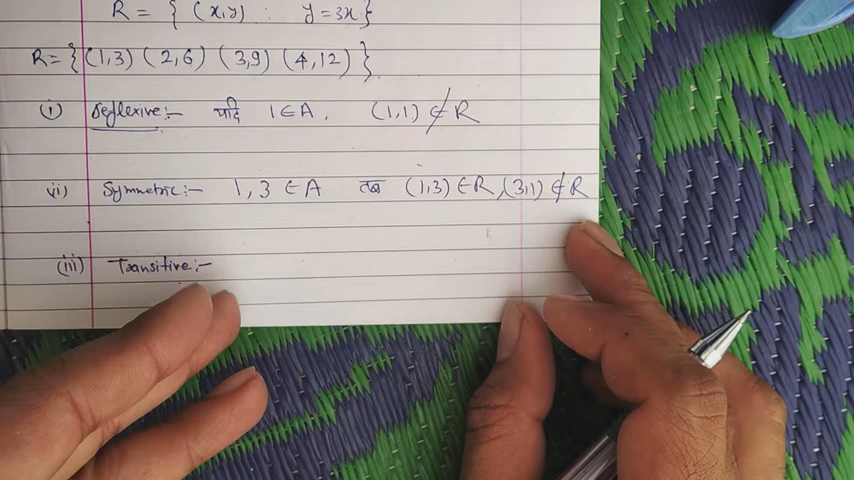 R = { (x,y) : y = 3x }
R = { (1,3) (2,6) (3,9) (4,12) }
(i) Reflexive:- यदि 1 ∈ A, (1,1) ∉ R
(ii) Symmetric:- 1, 3 ∈ A तब (1,3) ∈ R, (3,1) ∉ R
(iii) Transitive:-